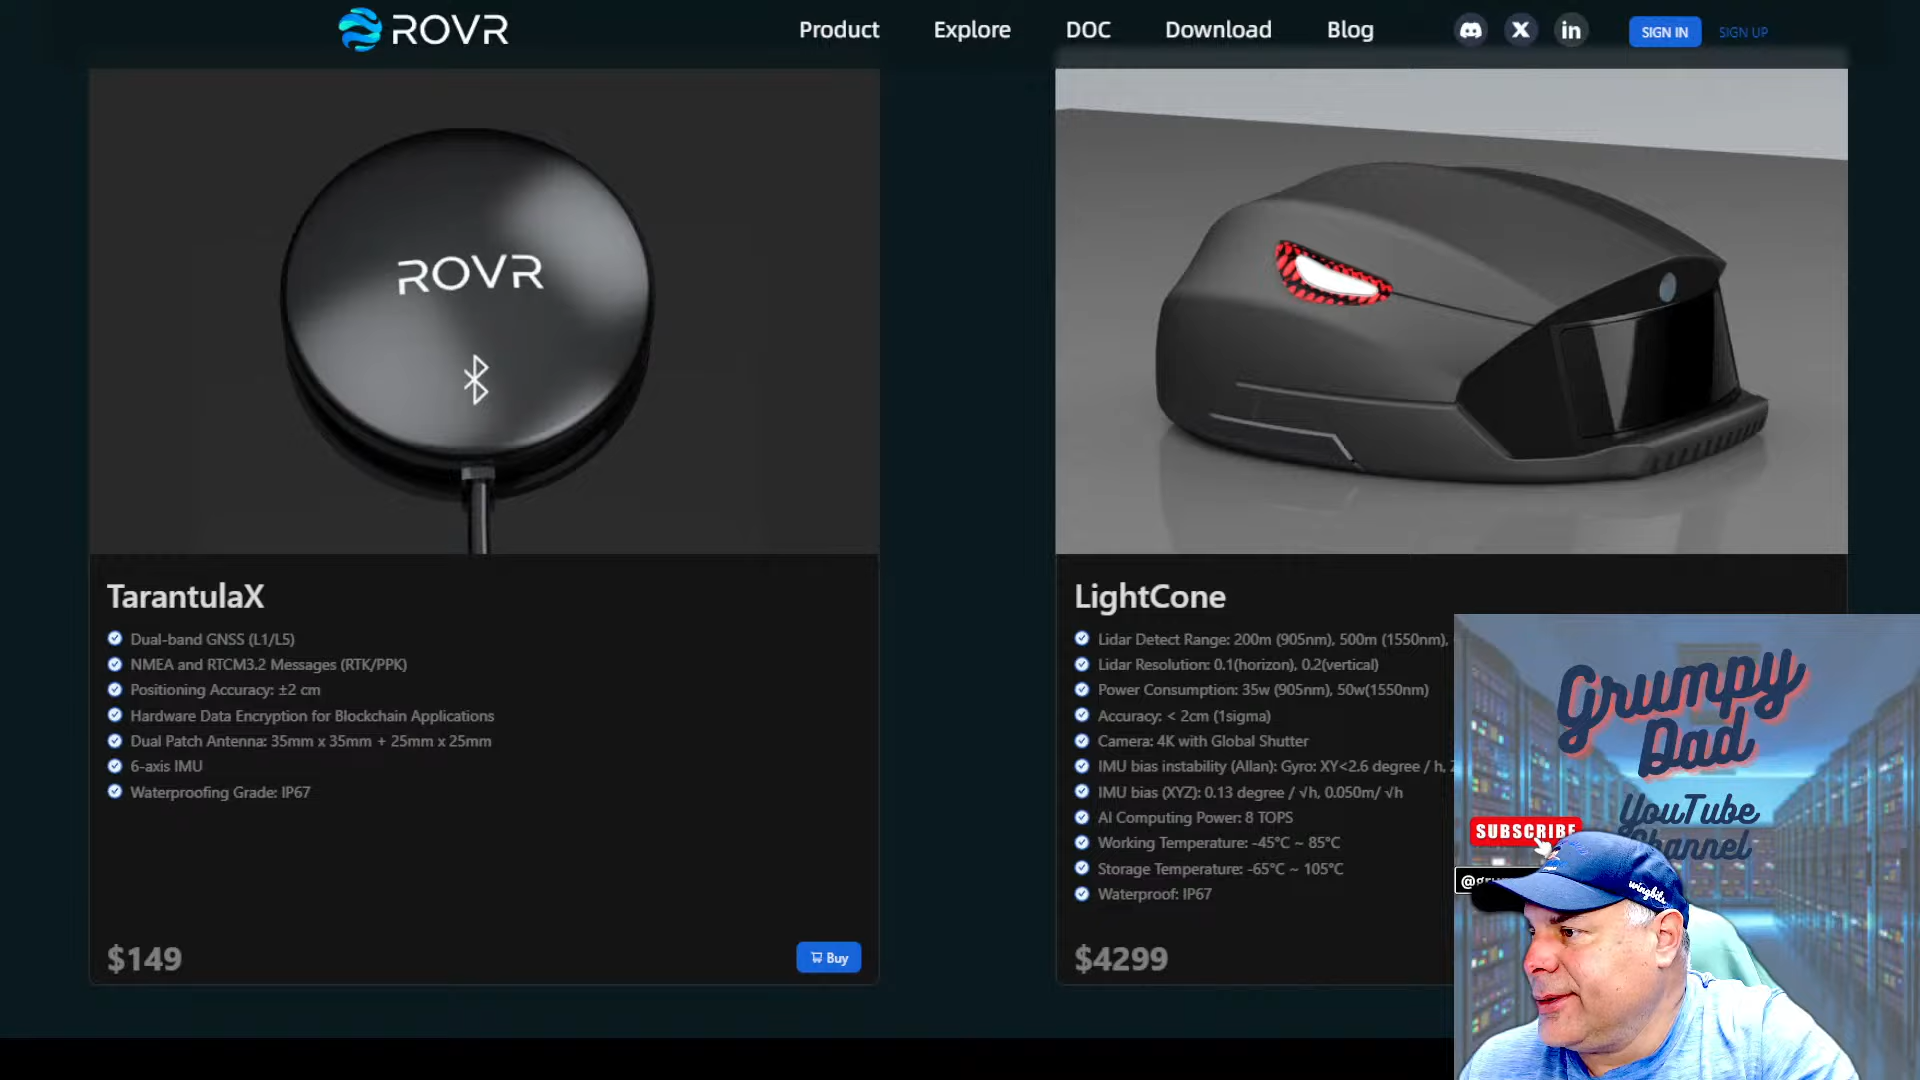 ROVR
Product
Explore
DOC
Download
Blog
X
in
SIGN IN
SIGN UP
ROVR
TarantulaX
Dual-band GNSS (L1/L5)
NMEA and RTCM3.2 Messages (RTK/PPK)
Positioning Accuracy: ±2 cm
Hardware Data Encryption for Blockchain Applications
Dual Patch Antenna: 35mm x 35mm + 25mm x 25mm
6-axis IMU
Waterproofing Grade: IP67
$149
Buy
LightCone
Lidar Detect Range: 200m (905nm), 500m (1550nm),
Lidar Resolution: 0.1(horizon), 0.2(vertical)
Power Consumption: 35w (905nm), 50w(1550nm)
Accuracy: < 2cm (1sigma)
Camera: 4K with Global Shutter
IMU bias instability (Allan): Gyro: XY<2.6 degree / h,
IMU bias (XYZ): 0.13 degree / √h, 0.050m/ √h
AI Computing Power: 8 TOPS
Working Temperature: -45°C ~ 85°C
Storage Temperature: -65°C ~ 105°C
Waterproof: IP67
$4299
Grumpy
Dad
YouTube
Channel
SUBSCRIBE
wingbits